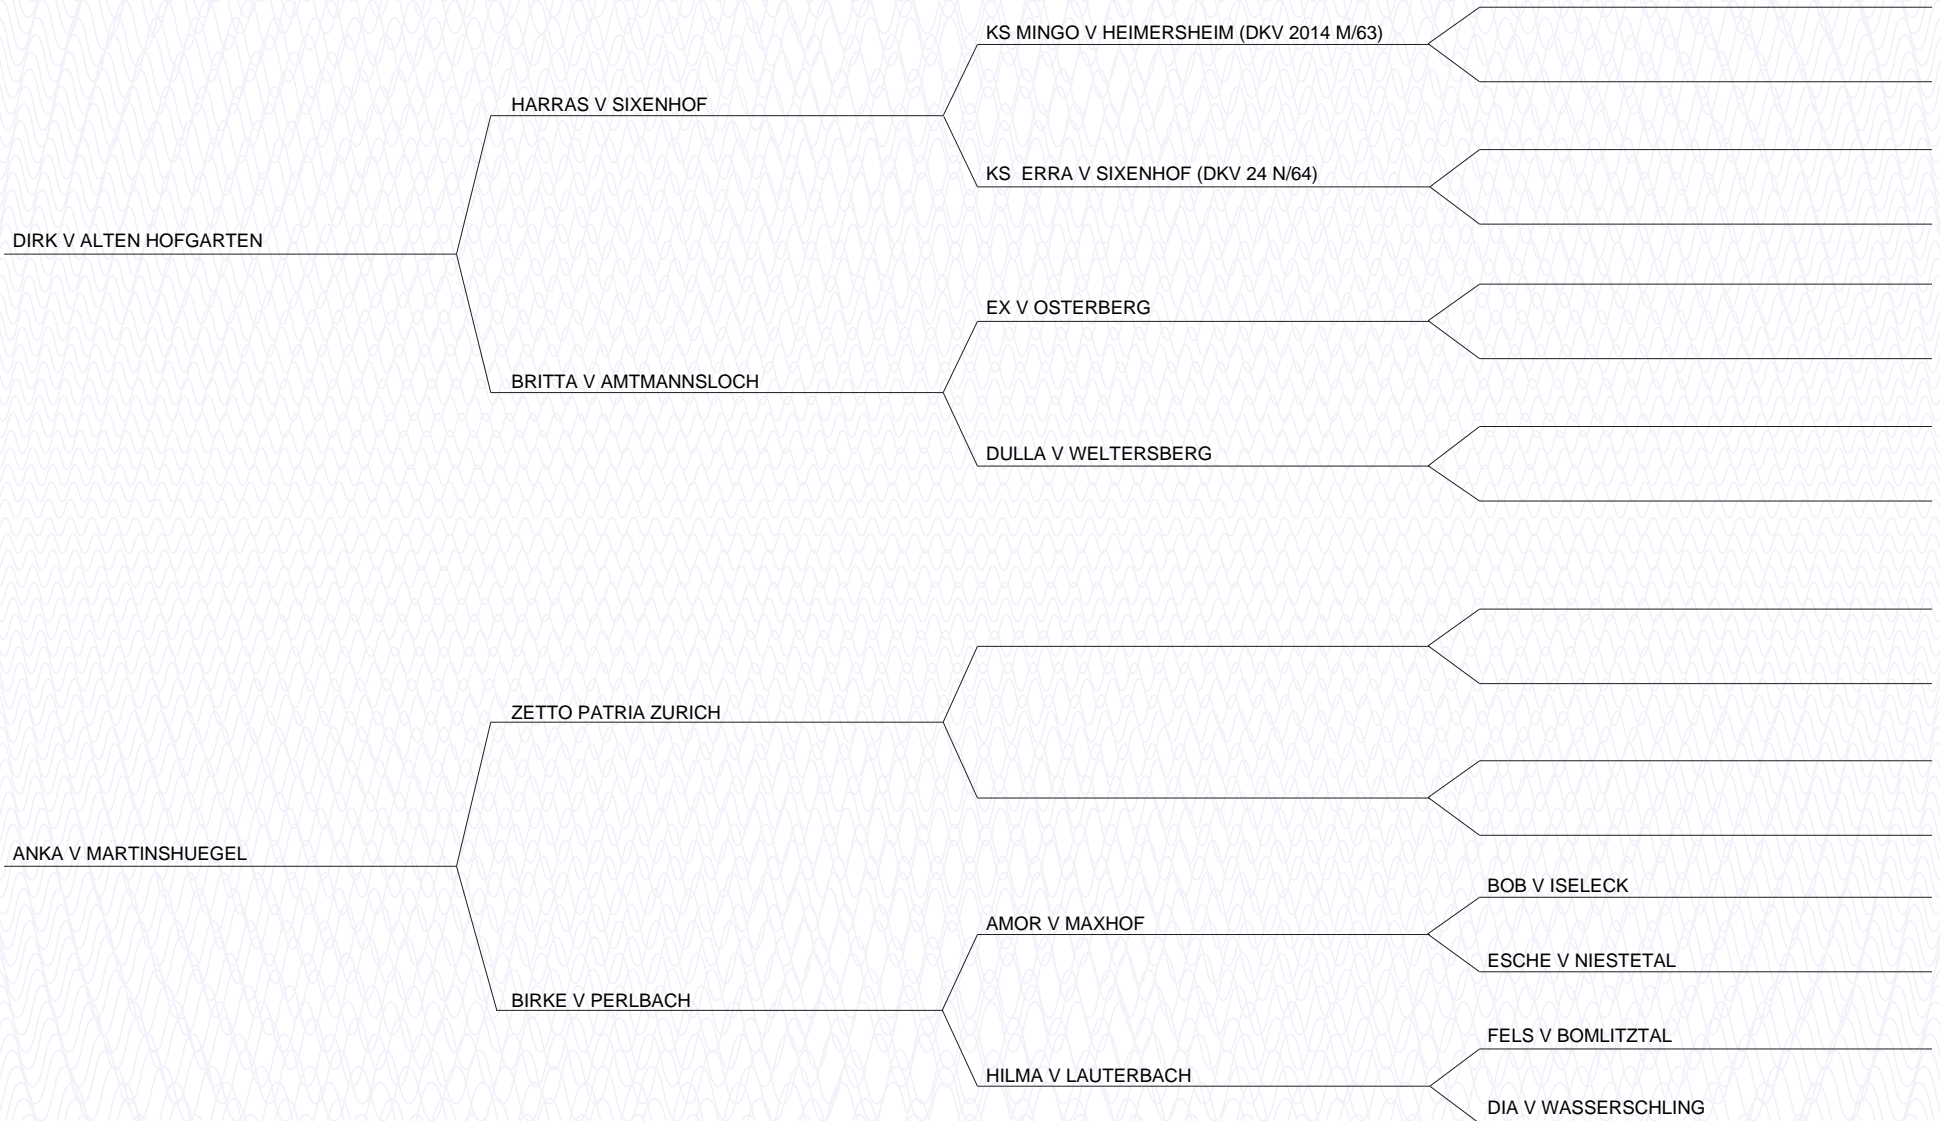 KS MINGO V HEIMERSHEIM (DKV 2014 M/63)
HARRAS V SIXENHOF
KS  ERRA V SIXENHOF (DKV 24 N/64)
DIRK V ALTEN HOFGARTEN
EX V OSTERBERG
BRITTA V AMTMANNSLOCH
DULLA V WELTERSBERG
ZETTO PATRIA ZURICH
ANKA V MARTINSHUEGEL
BOB V ISELECK
AMOR V MAXHOF
ESCHE V NIESTETAL
BIRKE V PERLBACH
FELS V BOMLITZTAL
HILMA V LAUTERBACH
DIA V WASSERSCHLING